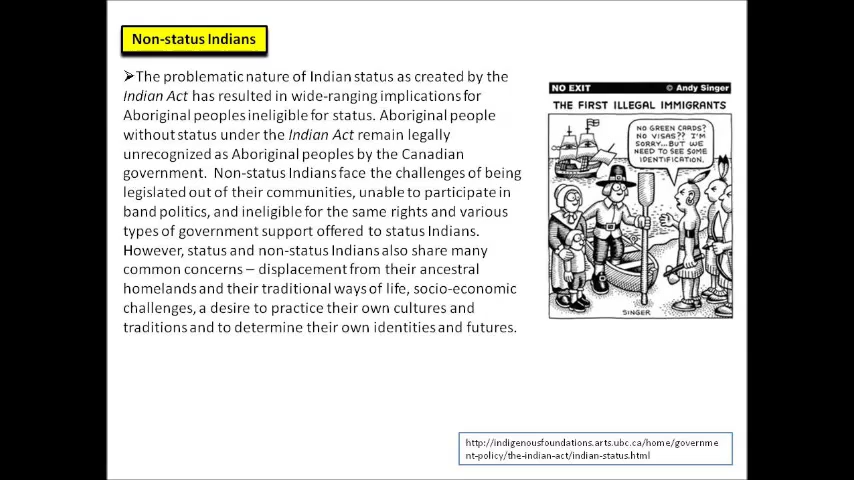 Non-status Indians
➢The problematic nature of Indian status as created by the
Indian Act has resulted in wide-ranging implications for
Aboriginal peoples ineligible for status. Aboriginal people
without status under the Indian Act remain legally
unrecognized as Aboriginal peoples by the Canadian
government. Non-status Indians face the challenges of being
legislated out of their communities, unable to participate in
band politics, and ineligible for the same rights and various
types of government support offered to status Indians.
However, status and non-status Indians also share many
common concerns – displacement from their ancestral
homelands and their traditional ways of life, socio-economic
challenges, a desire to practice their own cultures and
traditions and to determine their own identities and futures.
NO EXIT © Andy Singer
THE FIRST ILLEGAL IMMIGRANTS
NO GREEN CARDS?
NO VISAS?? I'M
SORRY...BUT WE
NEED TO SEE SOME
IDENTIFICATION.
SINGER
http://indigenousfoundations.arts.ubc.ca/home/governme
nt-policy/the-indian-act/indian-status.html